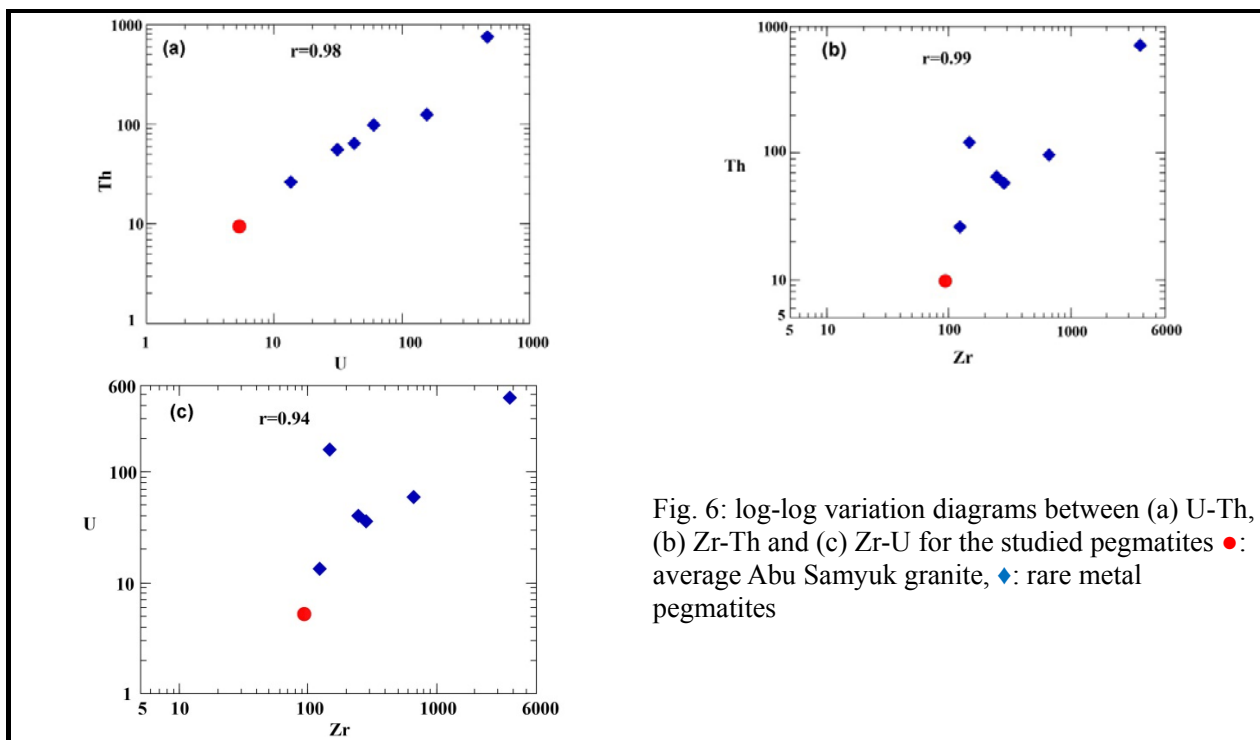 1000
(a)
r=0.98
100
Th
10
1
1
10
100
1000
U
1000
(b)
r=0.99
Th
100
10
5
5
10
100
1000
6000
Zr
600
(c)
r=0.94
100
U
10
1
5
10
100
1000
6000
Zr
Fig. 6: log-log variation diagrams between (a) U-Th,
(b) Zr-Th and (c) Zr-U for the studied pegmatites ●:
average Abu Samyuk granite, ♦: rare metal
pegmatites